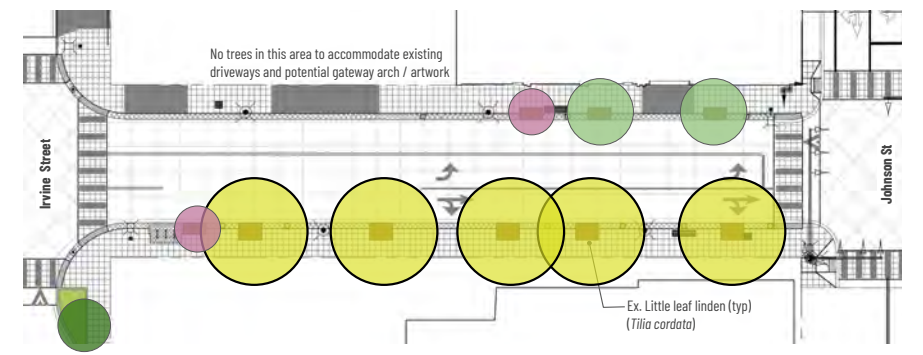 No trees in this area to accommodate existing
driveways and potential gateway arch / artwork
Irvine Street
Johnson St
Ex. Little leaf linden (typ)
(Tilia cordata)